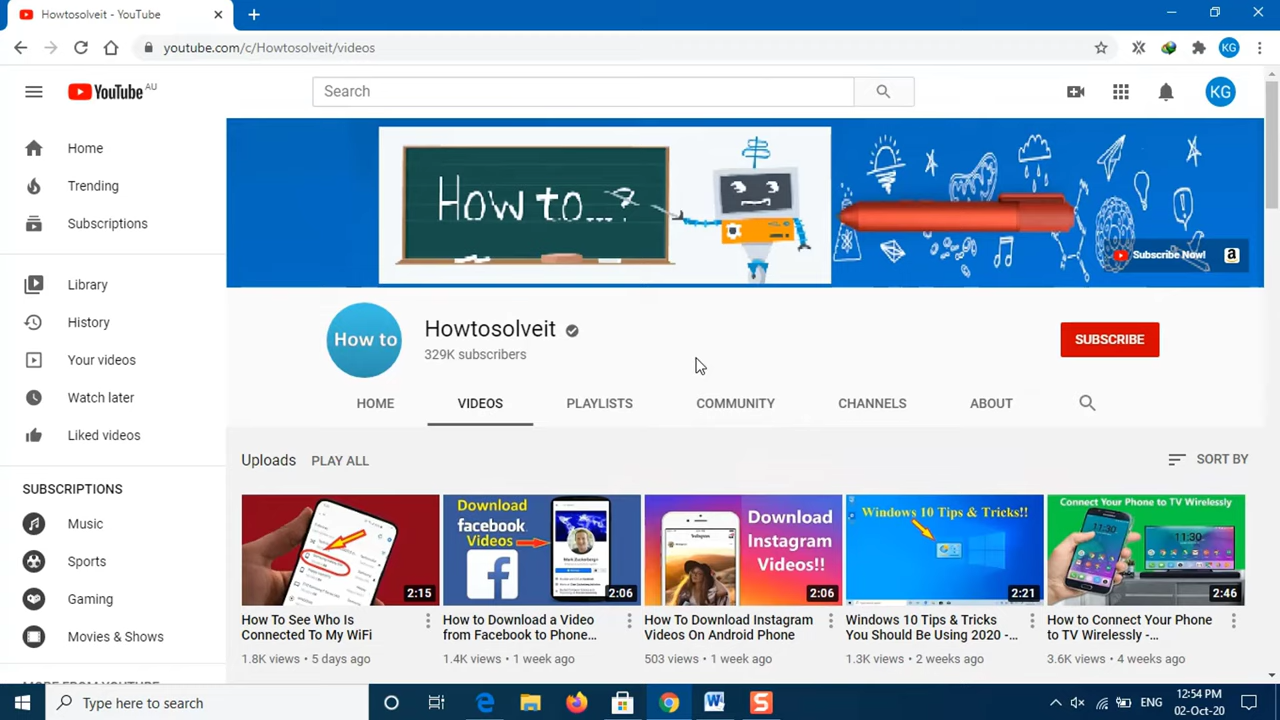 Howtosolveit - YouTube
youtube.com/c/Howtosolveit/videos
KG
YouTube AU
Search
KG
Home
Trending
Subscriptions
Library
History
Your videos
Watch later
Liked videos
SUBSCRIPTIONS
Music
Sports
Gaming
Movies & Shows
How to...?
Subscribe Now!
a
How to
Howtosolveit
329K subscribers
SUBSCRIBE
HOME VIDEOS PLAYLISTS COMMUNITY CHANNELS ABOUT
Uploads PLAY ALL
SORT BY
2:15
How To See Who Is
Connected To My WiFi
1.8K views • 5 days ago
Download
facebook
Videos
f
2:06
How to Download a Video
from Facebook to Phone...
1.4K views • 1 week ago
Download
Instagram
Videos!!
2:06
How To Download Instagram
Videos On Android Phone
503 views • 1 week ago
Windows 10 Tips & Tricks!!
2:21
Windows 10 Tips & Tricks
You Should Be Using 2020 -...
1.3K views • 2 weeks ago
Connect Your Phone to TV Wirelessly
11:30
11:30
2:46
How to Connect Your Phone
to TV Wirelessly -...
3.6K views • 4 weeks ago
Type here to search
W
S
ENG
12:54 PM
02-Oct-20